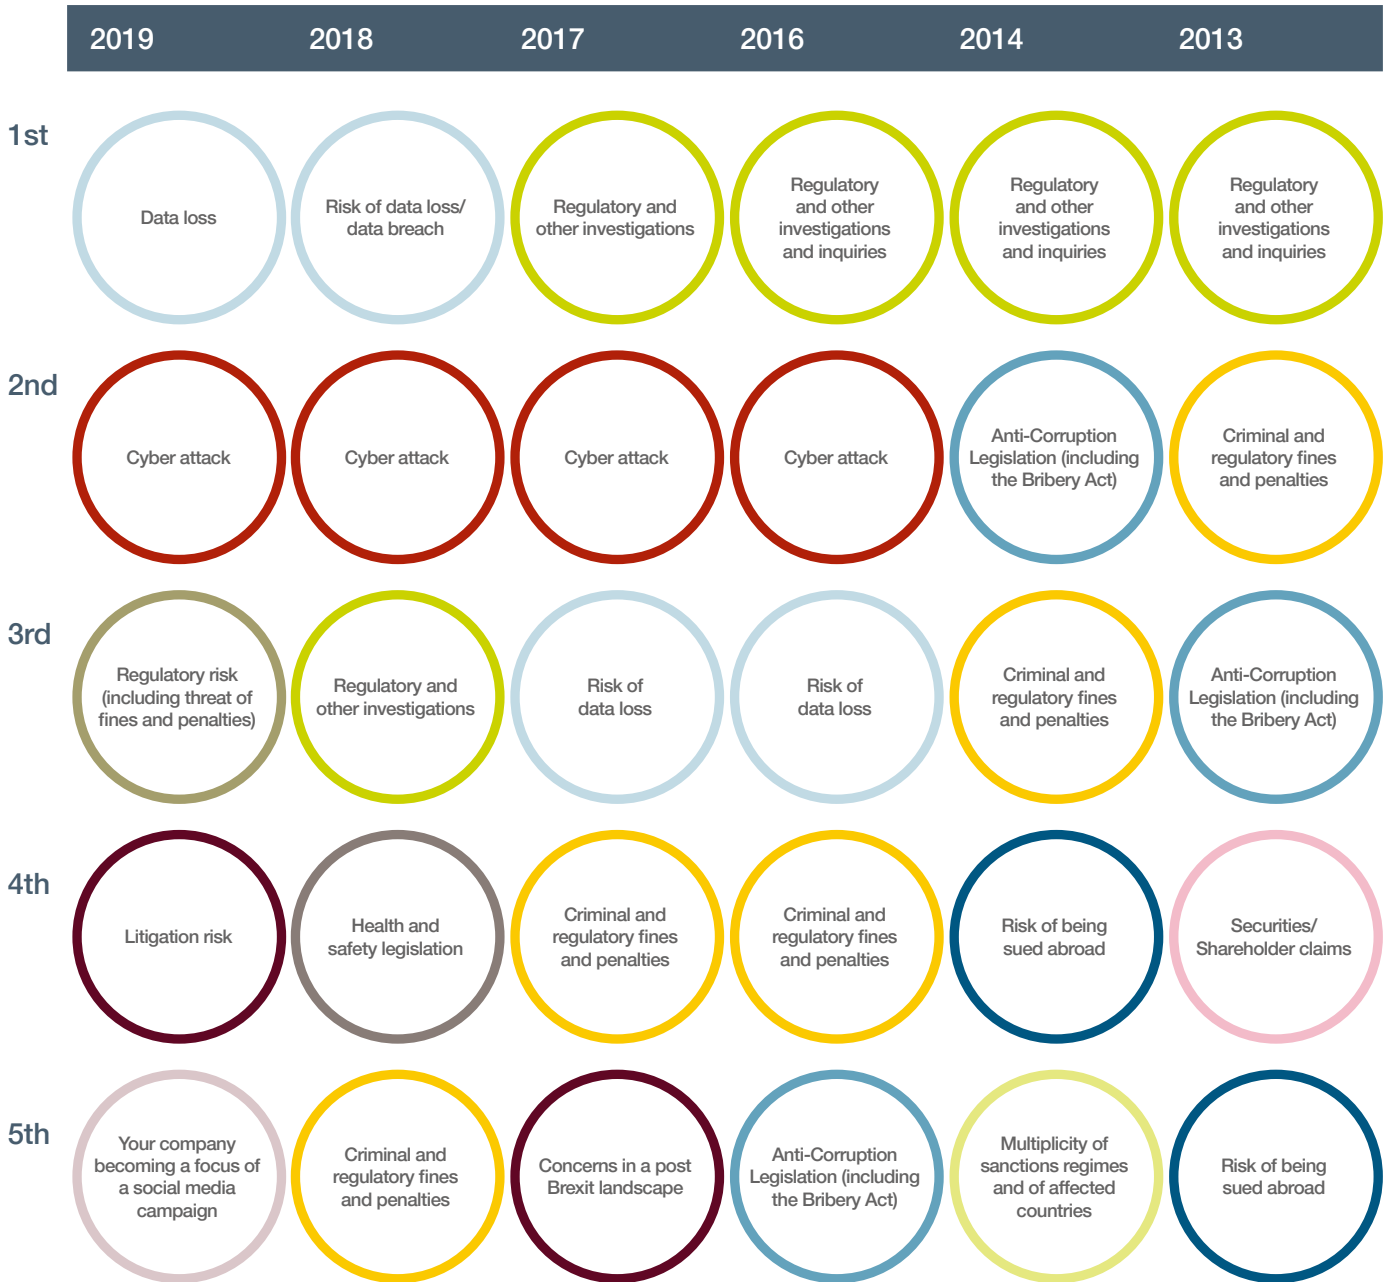 2019 2018 2017 2016 2014 2013
1st
Data loss
Risk of data loss/
data breach
Regulatory and
other investigations
Regulatory
and other
investigations
and inquiries
Regulatory
and other
investigations
and inquiries
Regulatory
and other
investigations
and inquiries
2nd
Cyber attack
Cyber attack
Cyber attack
Cyber attack
Anti-Corruption
Legislation (including
the Bribery Act)
Criminal and
regulatory fines
and penalties
3rd
Regulatory risk
(including threat of
fines and penalties)
Regulatory and
other investigations
Risk of
data loss
Risk of
data loss
Criminal and
regulatory fines
and penalties
Anti-Corruption
Legislation (including
the Bribery Act)
4th
Litigation risk
Health and
safety legislation
Criminal and
regulatory fines
and penalties
Criminal and
regulatory fines
and penalties
Risk of being
sued abroad
Securities/
Shareholder claims
5th
Your company
becoming a focus of
a social media
campaign
Criminal and
regulatory fines
and penalties
Concerns in a post
Brexit landscape
Anti-Corruption
Legislation (including
the Bribery Act)
Multiplicity of
sanctions regimes
and of affected
countries
Risk of being
sued abroad